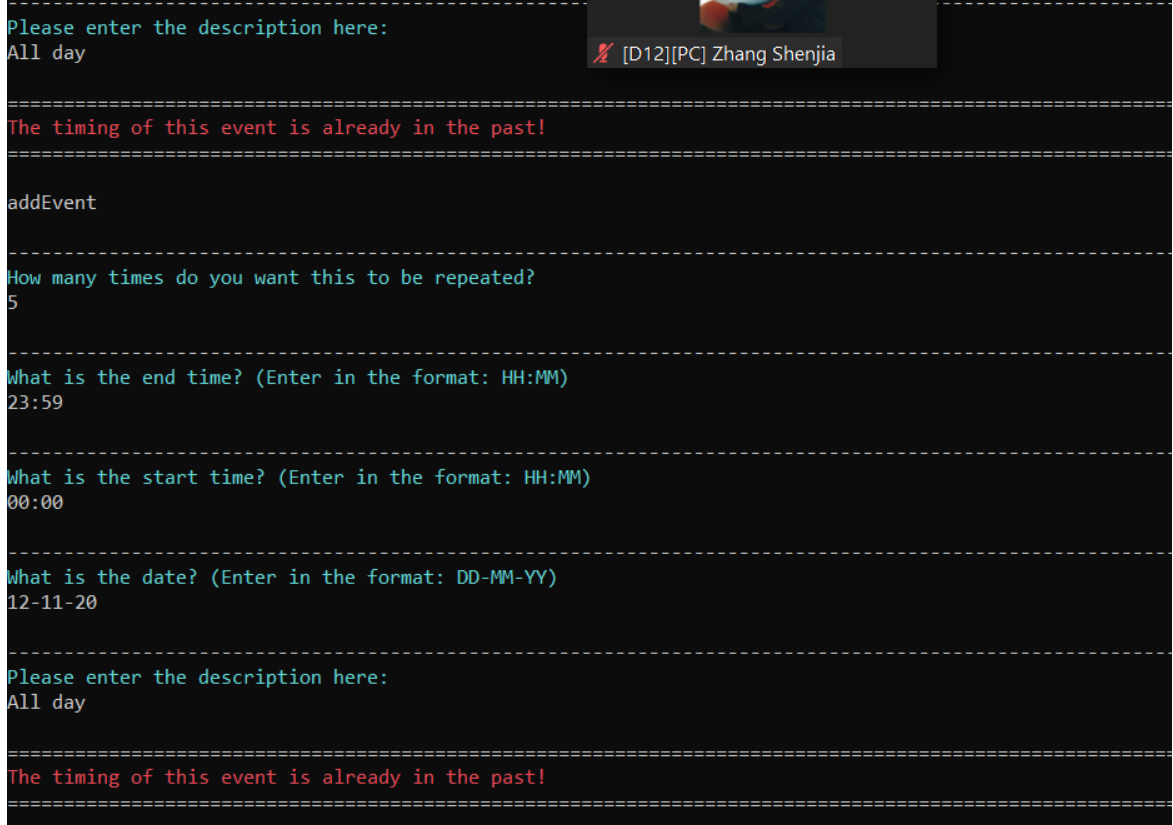 Please enter the description here:
All day
[D12][PC] Zhang Shenjia
================================================================================
The timing of this event is already in the past!
================================================================================
addEvent
--------------------------------------------------------------------------------
How many times do you want this to be repeated?
5
--------------------------------------------------------------------------------
What is the end time? (Enter in the format: HH:MM)
23:59
--------------------------------------------------------------------------------
What is the start time? (Enter in the format: HH:MM)
00:00
--------------------------------------------------------------------------------
What is the date? (Enter in the format: DD-MM-YY)
12-11-20
--------------------------------------------------------------------------------
Please enter the description here:
All day
================================================================================
The timing of this event is already in the past!
================================================================================